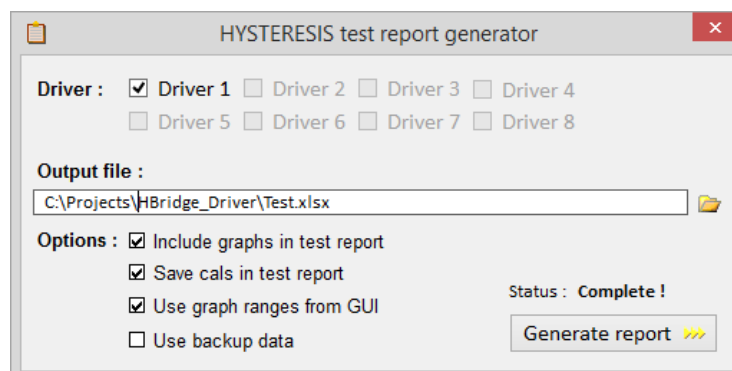 HYSTERESIS test report generator
Driver : Driver 1 Driver 2 Driver 3 Driver 4
Driver 5 Driver 6 Driver 7 Driver 8
Output file :
C:\Projects\HBridge_Driver\Test.xlsx
Options : Include graphs in test report
Save cals in test report
Use graph ranges from GUI
Status : Complete !
Use backup data
Generate report